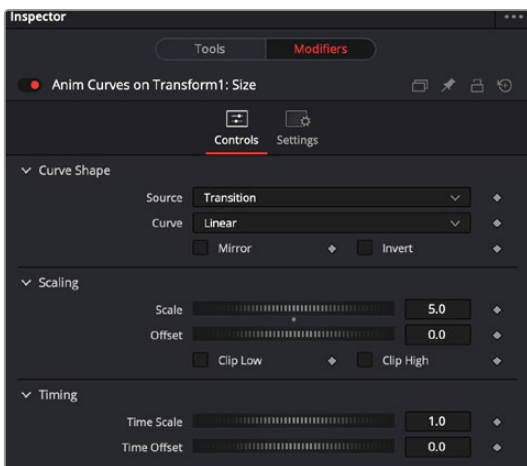 Inspector
Tools Modifiers
Anim Curves on Transform1: Size
Controls Settings
Curve Shape
Source Transition
Curve Linear
Mirror Invert
Scaling
Scale 5.0
Offset 0.0
Clip Low Clip High
Timing
Time Scale 1.0
Time Offset 0.0